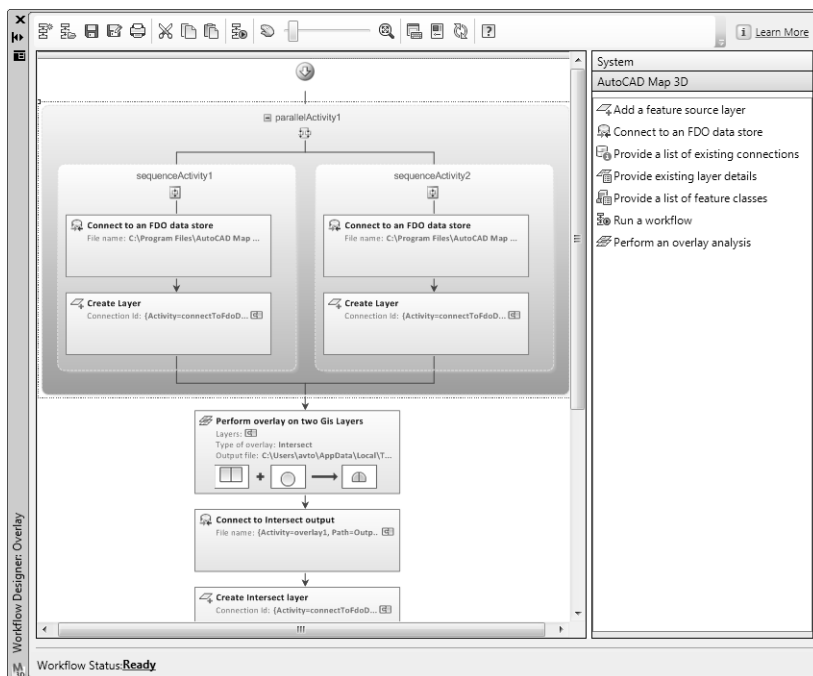 Learn More
System
AutoCAD Map 3D
Add a feature source layer
Connect to an FDO data store
Provide a list of existing connections
Provide existing layer details
Provide a list of feature classes
Run a workflow
Perform an overlay analysis
parallelActivity1
sequenceActivity1
Connect to an FDO data store
File name: C:\Program Files\AutoCAD Map ...
Create Layer
Connection Id: {Activity=connectToFdoD...
sequenceActivity2
Connect to an FDO data store
File name: C:\Program Files\AutoCAD Map ...
Create Layer
Connection Id: {Activity=connectToFdoD...
Perform overlay on two Gis Layers
Layers:
Type of overlay: Intersect
Output file: C:\Users\avto\AppData\Local\T...
Connect to Intersect output
File name: {Activity=overlay1, Path=Outp..
Create Intersect layer
Connection Id: {Activity=connectToFdoD...
Workflow Designer: Overlay
Workflow Status:Ready